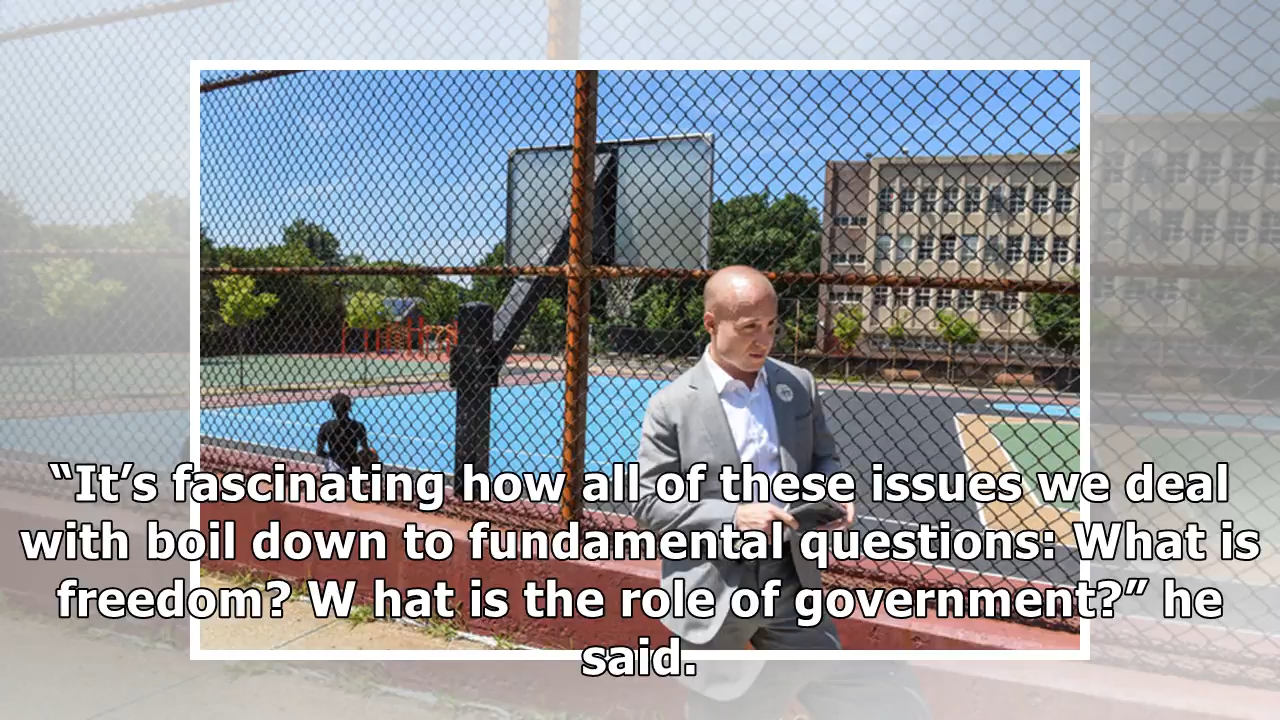 “It’s fascinating how all of these issues we deal
with boil down to fundamental questions: What is
freedom? W hat is the role of government?” he
said.